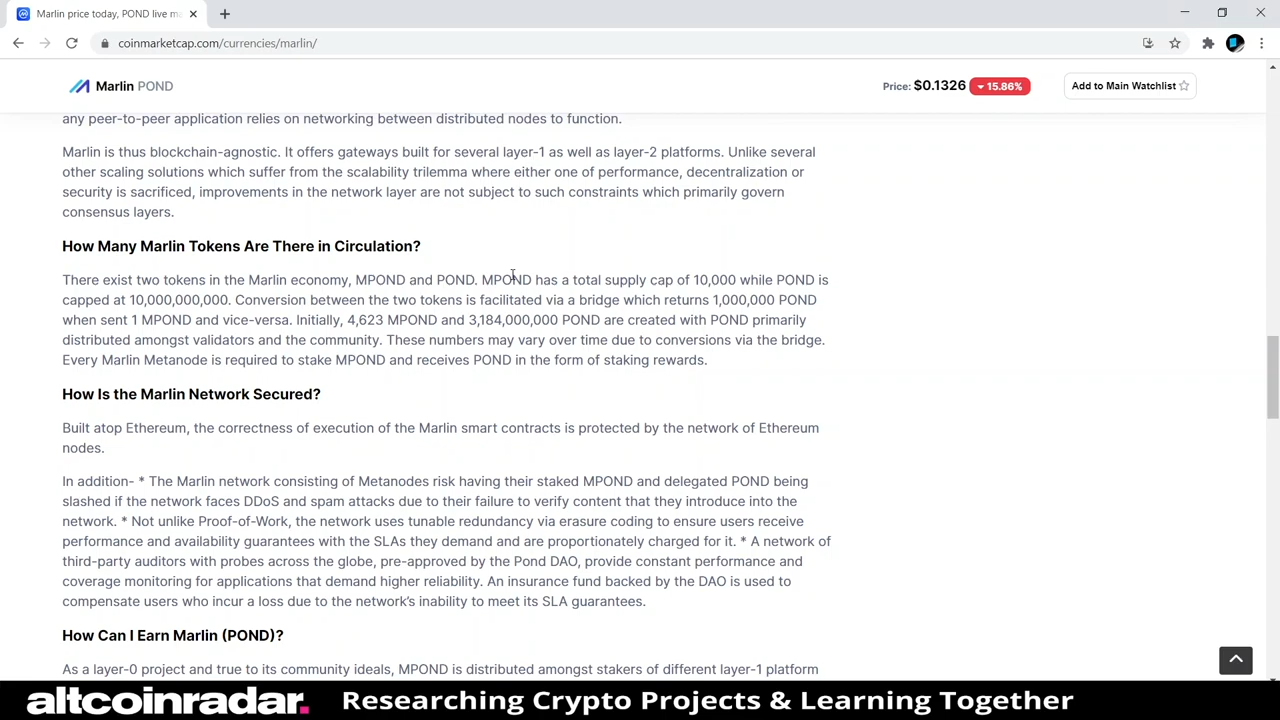 Marlin price today, POND live ma
coinmarketcap.com/currencies/marlin/
Marlin POND
Price: $0.1326 15.86%
Add to Main Watchlist
any peer-to-peer application relies on networking between distributed nodes to function.
Marlin is thus blockchain-agnostic. It offers gateways built for several layer-1 as well as layer-2 platforms. Unlike several
other scaling solutions which suffer from the scalability trilemma where either one of performance, decentralization or
security is sacrificed, improvements in the network layer are not subject to such constraints which primarily govern
consensus layers.
How Many Marlin Tokens Are There in Circulation?
There exist two tokens in the Marlin economy, MPOND and POND. MPOND has a total supply cap of 10,000 while POND is
capped at 10,000,000,000. Conversion between the two tokens is facilitated via a bridge which returns 1,000,000 POND
when sent 1 MPOND and vice-versa. Initially, 4,623 MPOND and 3,184,000,000 POND are created with POND primarily
distributed amongst validators and the community. These numbers may vary over time due to conversions via the bridge.
Every Marlin Metanode is required to stake MPOND and receives POND in the form of staking rewards.
How Is the Marlin Network Secured?
Built atop Ethereum, the correctness of execution of the Marlin smart contracts is protected by the network of Ethereum
nodes.
In addition- * The Marlin network consisting of Metanodes risk having their staked MPOND and delegated POND being
slashed if the network faces DDoS and spam attacks due to their failure to verify content that they introduce into the
network. * Not unlike Proof-of-Work, the network uses tunable redundancy via erasure coding to ensure users receive
performance and availability guarantees with the SLAs they demand and are proportionately charged for it. * A network of
third-party auditors with probes across the globe, pre-approved by the Pond DAO, provide constant performance and
coverage monitoring for applications that demand higher reliability. An insurance fund backed by the DAO is used to
compensate users who incur a loss due to the network's inability to meet its SLA guarantees.
How Can I Earn Marlin (POND)?
As a layer-0 project and true to its community ideals, MPOND is distributed amongst stakers of different layer-1 platform
altcoinradar. Researching Crypto Projects & Learning Together